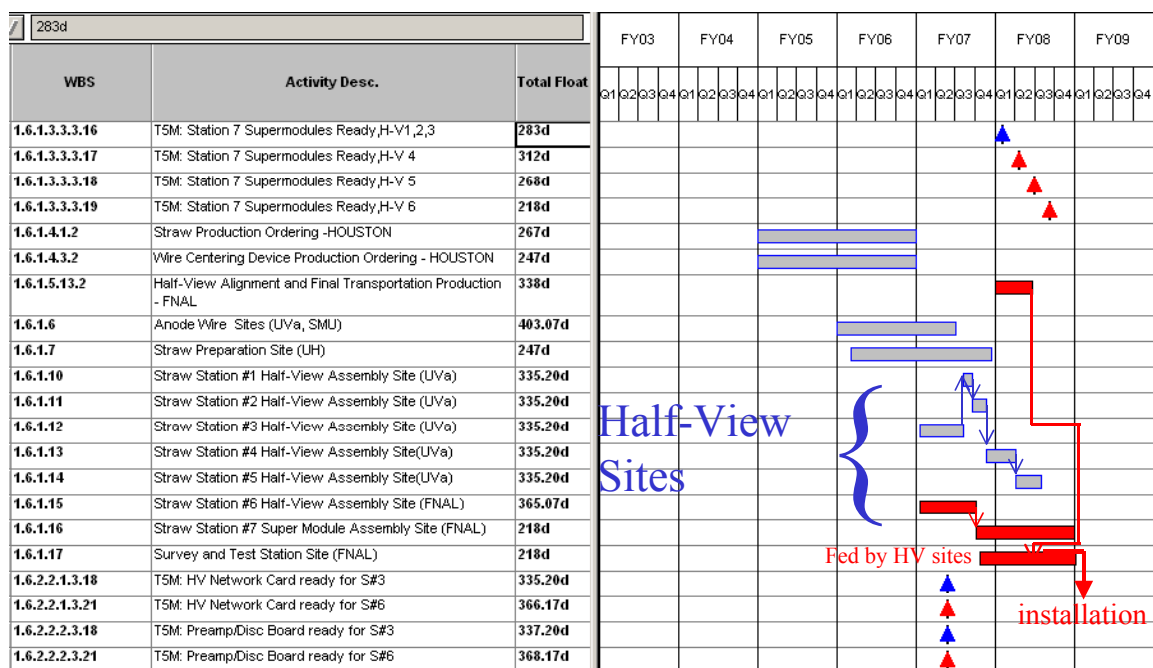 283d
WBS Activity Desc. Total Float
FY03 FY04 FY05 FY06 FY07 FY08 FY09
Q1 Q2 Q3 Q4 Q1 Q2 Q3 Q4 Q1 Q2 Q3 Q4 Q1 Q2 Q3 Q4 Q1 Q2 Q3 Q4 Q1 Q2 Q3 Q4 Q1 Q2 Q3 Q4
1.6.1.3.3.3.16 T5M: Station 7 Supermodules Ready,H-V1,2,3 283d
1.6.1.3.3.3.17 T5M: Station 7 Supermodules Ready,H-V 4 312d
1.6.1.3.3.3.18 T5M: Station 7 Supermodules Ready,H-V 5 268d
1.6.1.3.3.3.19 T5M: Station 7 Supermodules Ready,H-V 6 218d
1.6.1.4.1.2 Straw Production Ordering -HOUSTON 267d
1.6.1.4.3.2 Wire Centering Device Production Ordering - HOUSTON 247d
1.6.1.5.13.2 Half-View Alignment and Final Transportation Production 338d
- FNAL
1.6.1.6 Anode Wire Sites (UVa, SMU) 403.07d
1.6.1.7 Straw Preparation Site (UH) 247d
1.6.1.10 Straw Station #1 Half-View Assembly Site (UVa) 335.20d
1.6.1.11 Straw Station #2 Half-View Assembly Site (UVa) 335.20d
1.6.1.12 Straw Station #3 Half-View Assembly Site (UVa) 335.20d
1.6.1.13 Straw Station #4 Half-View Assembly Site(UVa) 335.20d
1.6.1.14 Straw Station #5 Half-View Assembly Site(UVa) 335.20d
1.6.1.15 Straw Station #6 Half-View Assembly Site (FNAL) 365.07d
1.6.1.16 Straw Station #7 Super Module Assembly Site (FNAL) 218d
1.6.1.17 Survey and Test Station Site (FNAL) 218d
1.6.2.2.1.3.18 T5M: HV Network Card ready for S#3 335.20d
1.6.2.2.1.3.21 T5M: HV Network Card ready for S#6 366.17d
1.6.2.2.2.3.18 T5M: Preamp/Disc Board ready for S#3 337.20d
1.6.2.2.2.3.21 T5M: Preamp/Disc Board ready for S#6 368.17d
Half-View
Sites
Fed by HV sites
installation